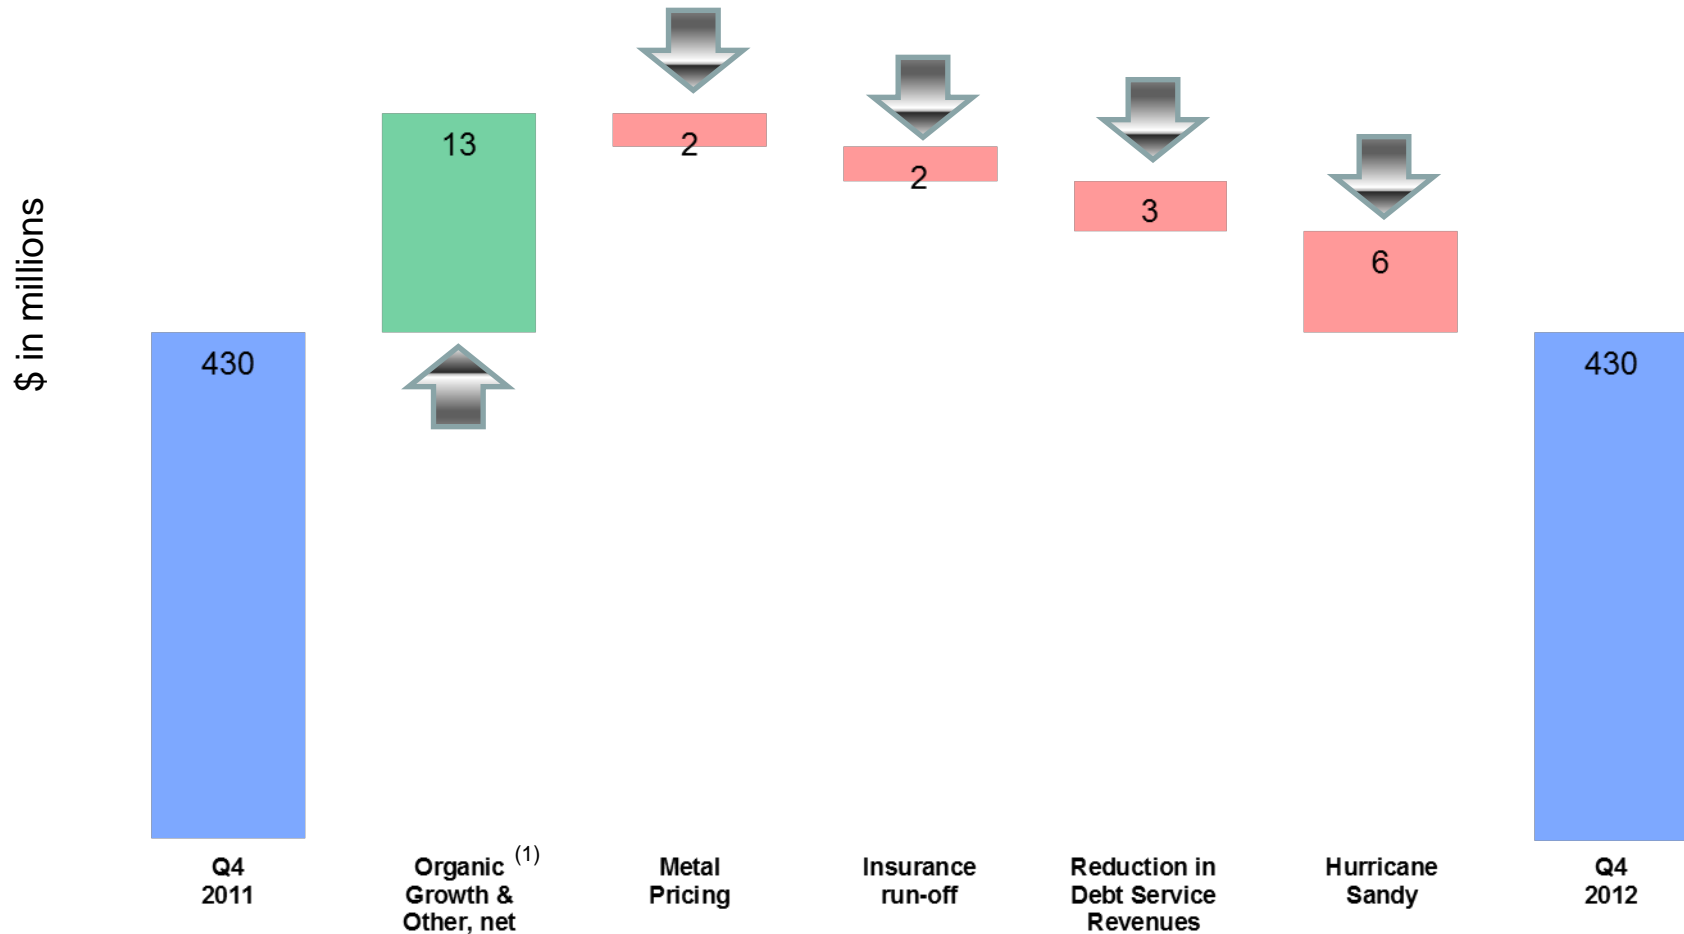 $ in millions
430
13
2
2
3
6
430
Q4
2011
Organic (1)
Growth &
Other, net
Metal
Pricing
Insurance
run-off
Reduction in
Debt Service
Revenues
Hurricane
Sandy
Q4
2012